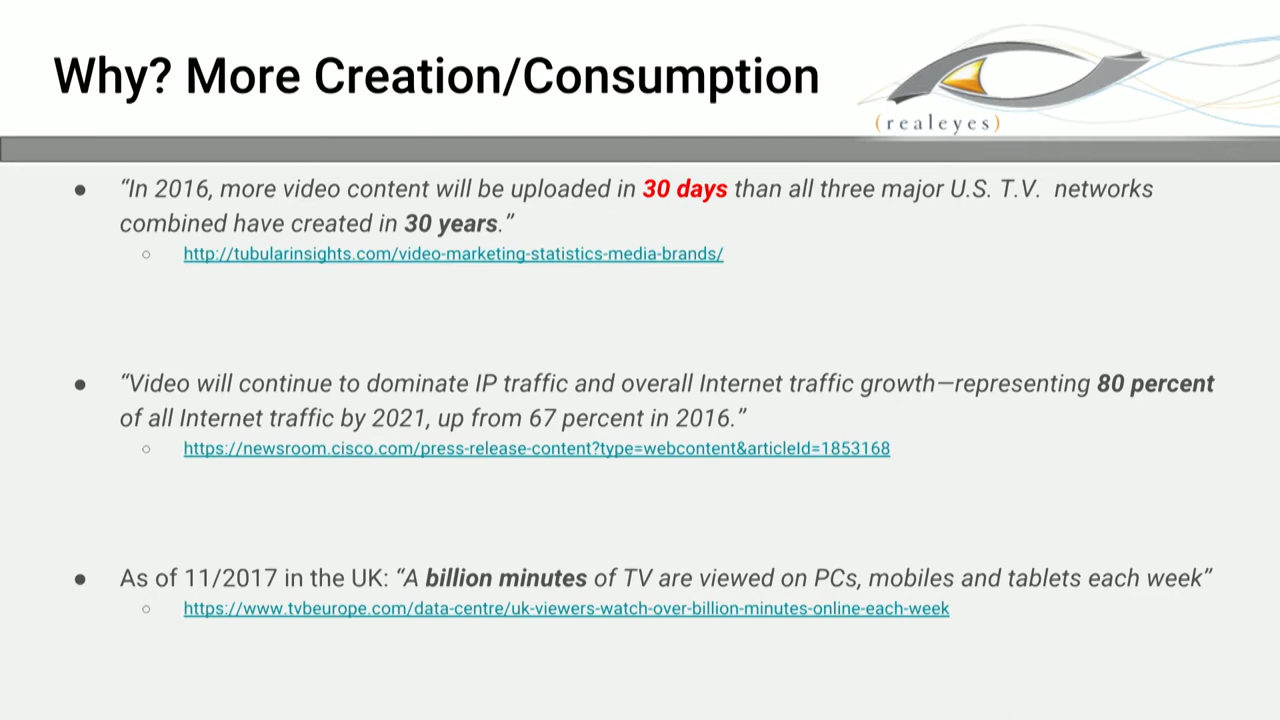 Why? More Creation/Consumption
(realeyes)
● “In 2016, more video content will be uploaded in 30 days than all three major U.S. T.V.  networks
combined have created in 30 years.”
○ http://tubularinsights.com/video-marketing-statistics-media-brands/
● “Video will continue to dominate IP traffic and overall Internet traffic growth—representing 80 percent
of all Internet traffic by 2021, up from 67 percent in 2016.”
○ https://newsroom.cisco.com/press-release-content?type=webcontent&articleId=1853168
● As of 11/2017 in the UK: “A billion minutes of TV are viewed on PCs, mobiles and tablets each week”
○ https://www.tvbeurope.com/data-centre/uk-viewers-watch-over-billion-minutes-online-each-week